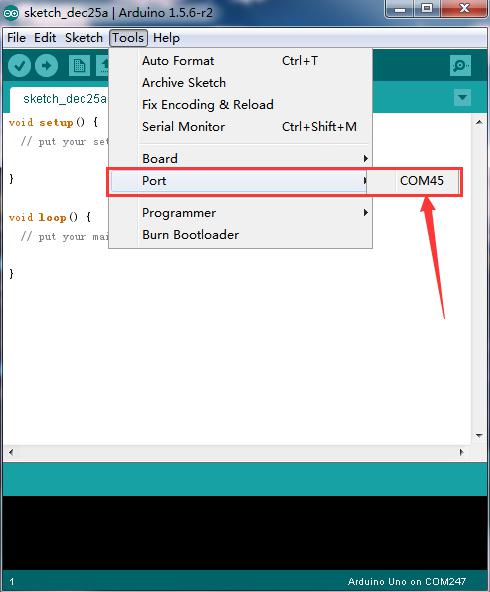 sketch_dec25a | Arduino 1.5.6-r2
File Edit Sketch Tools Help
sketch_dec25a
Auto Format Ctrl+T
Archive Sketch
Fix Encoding & Reload
Serial Monitor Ctrl+Shift+M
Board
Port COM45
Programmer
Burn Bootloader
void setup() {
// put your set
}
void loop() {
// put your mai
}
1 Arduino Uno on COM247